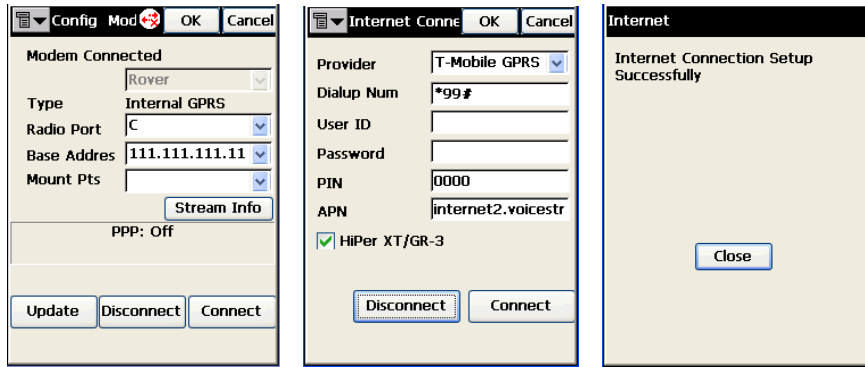 Config Mod OK Cancel
Modem Connected
Rover
Type Internal GPRS
Radio Port C
Base Addres 111.111.111.11
Mount Pts
Stream Info
PPP: Off
Update Disconnect Connect
Internet Conne OK Cancel
Provider T-Mobile GPRS
Dialup Num *99#
User ID
Password
PIN 0000
APN internet2.voicestr
HiPer XT/GR-3
Disconnect Connect
Internet
Internet Connection Setup
Successfully
Close